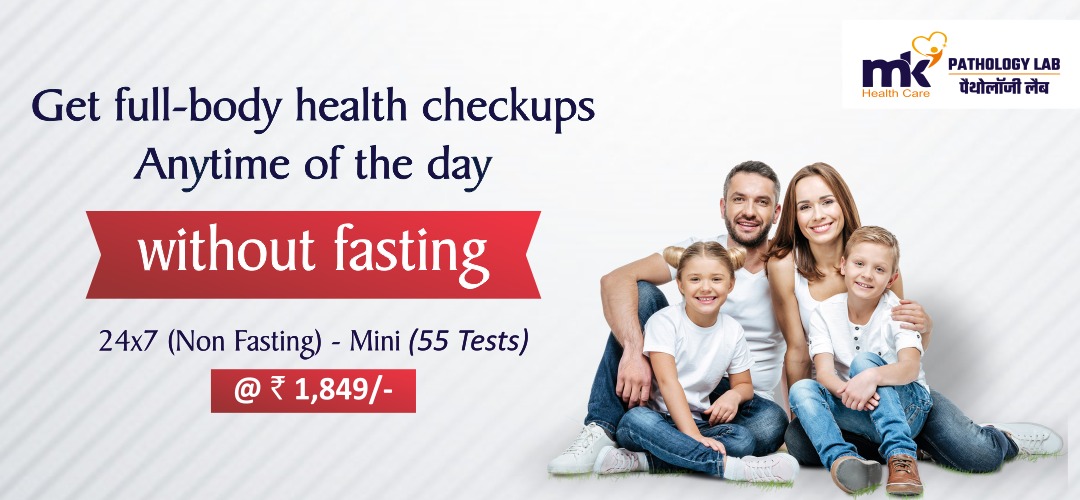 mk
Health Care
PATHOLOGY LAB
पैथोलॉजी लैब
Get full-body health checkups
Anytime of the day
without fasting
24x7 (Non Fasting) - Mini (55 Tests)
@ ₹ 1,849/-